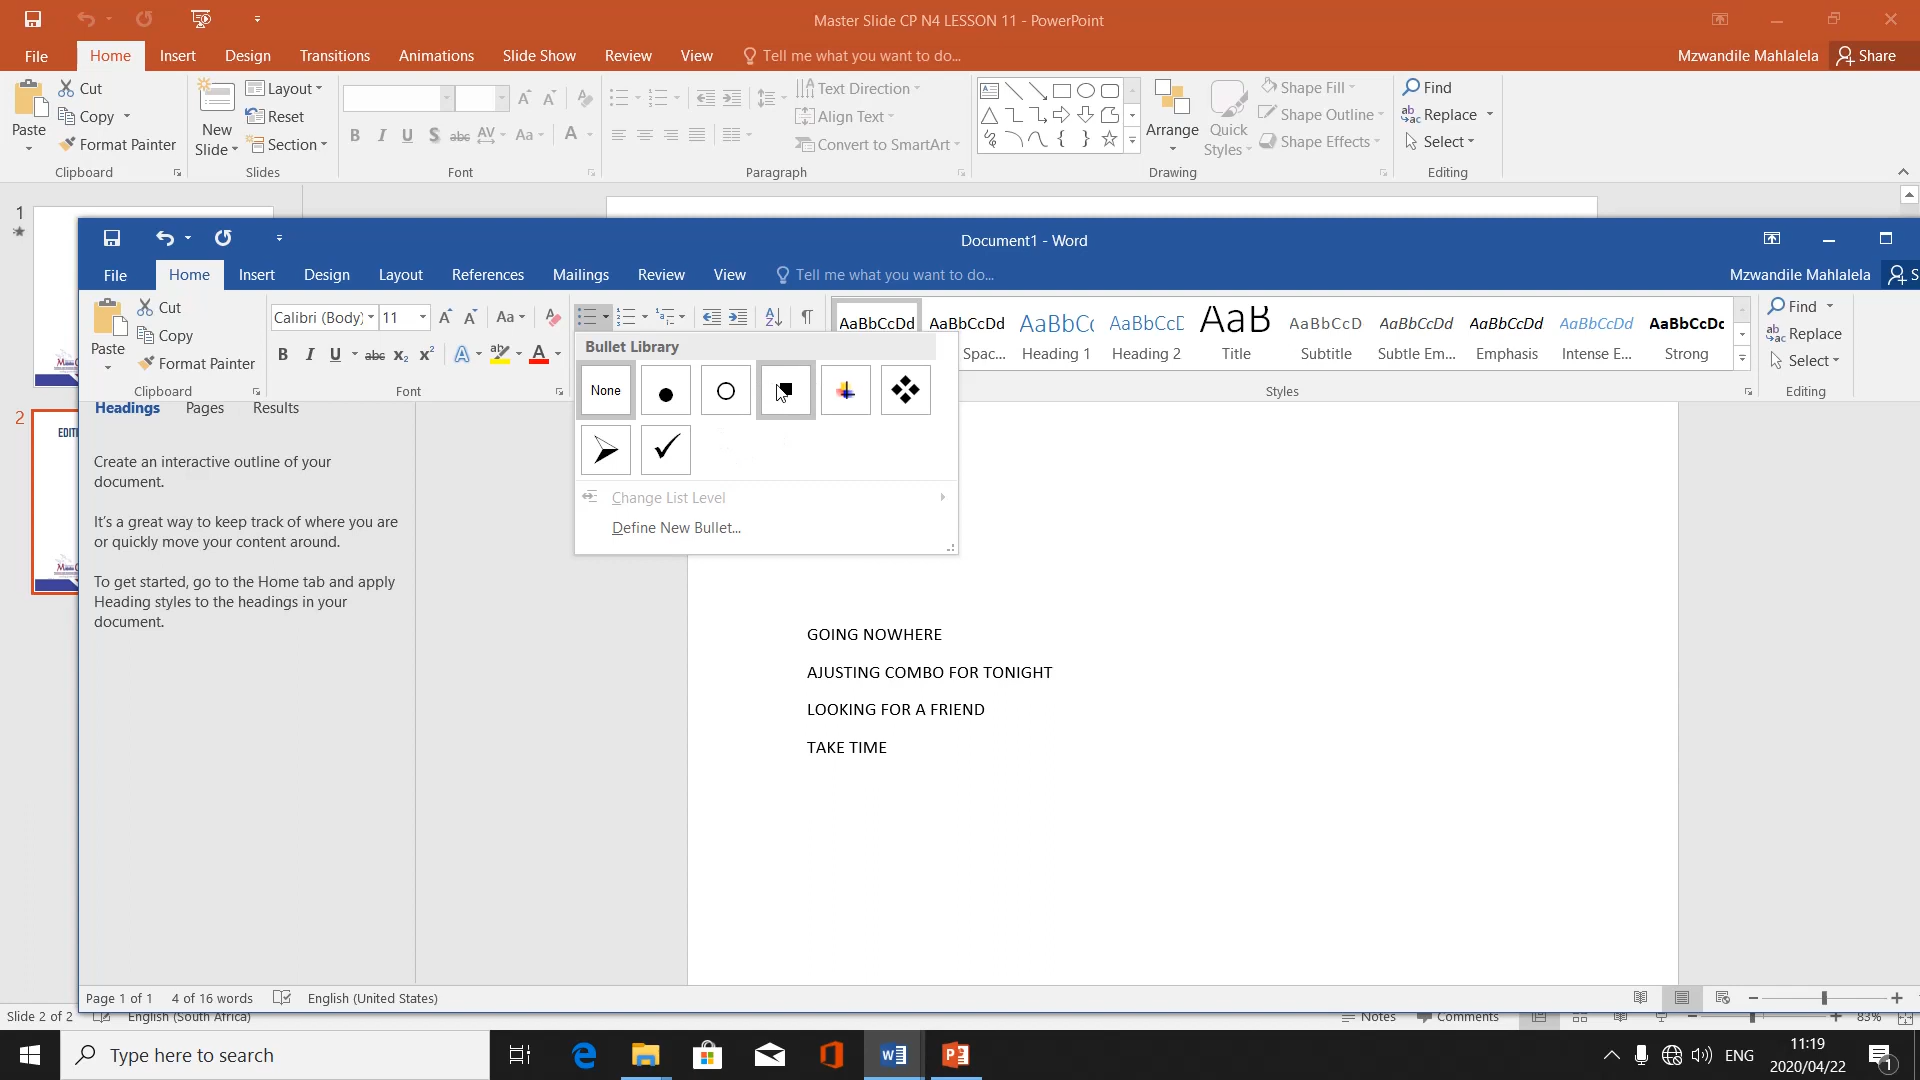 Master Slide CP N4 LESSON 11 - PowerPoint
File Home Insert Design Transitions Animations Slide Show Review View Tell me what you want to do... Mzwandile Mahlalela Share
Paste Cut Copy Format Painter Clipboard
New Slide Layout Reset Section Slides
Aa A Font
Text Direction Align Text Convert to SmartArt Paragraph
Arrange Quick Styles Shape Fill Shape Outline Shape Effects Drawing
Find Replace Select Editing
1
2
Document1 - Word
File Home Insert Design Layout References Mailings Review View Tell me what you want to do... Mzwandile Mahlalela S
Paste Cut Copy Format Painter Clipboard
Calibri (Body) 11 Aa
B I U abc X₂ X² A A Font
AaBbCcDd AaBbCcDd AaBbC AaBbCcE AaB AaBbCcD AaBbCcDd AaBbCcDd AaBbCcDd AaBbCcDc
Spac... Heading 1 Heading 2 Title Subtitle Subtle Em... Emphasis Intense E... Strong
Styles
Find Replace Select Editing
Bullet Library
None
Change List Level
Define New Bullet...
Headings Pages Results
Create an interactive outline of your
document.
It's a great way to keep track of where you are
or quickly move your content around.
To get started, go to the Home tab and apply
Heading styles to the headings in your
document.
GOING NOWHERE
AJUSTING COMBO FOR TONIGHT
LOOKING FOR A FRIEND
TAKE TIME
Page 1 of 1 4 of 16 words English (United States)
Slide 2 of 2 English (South Africa) Notes Comments 83%
Type here to search
ENG 11:19
2020/04/22
1